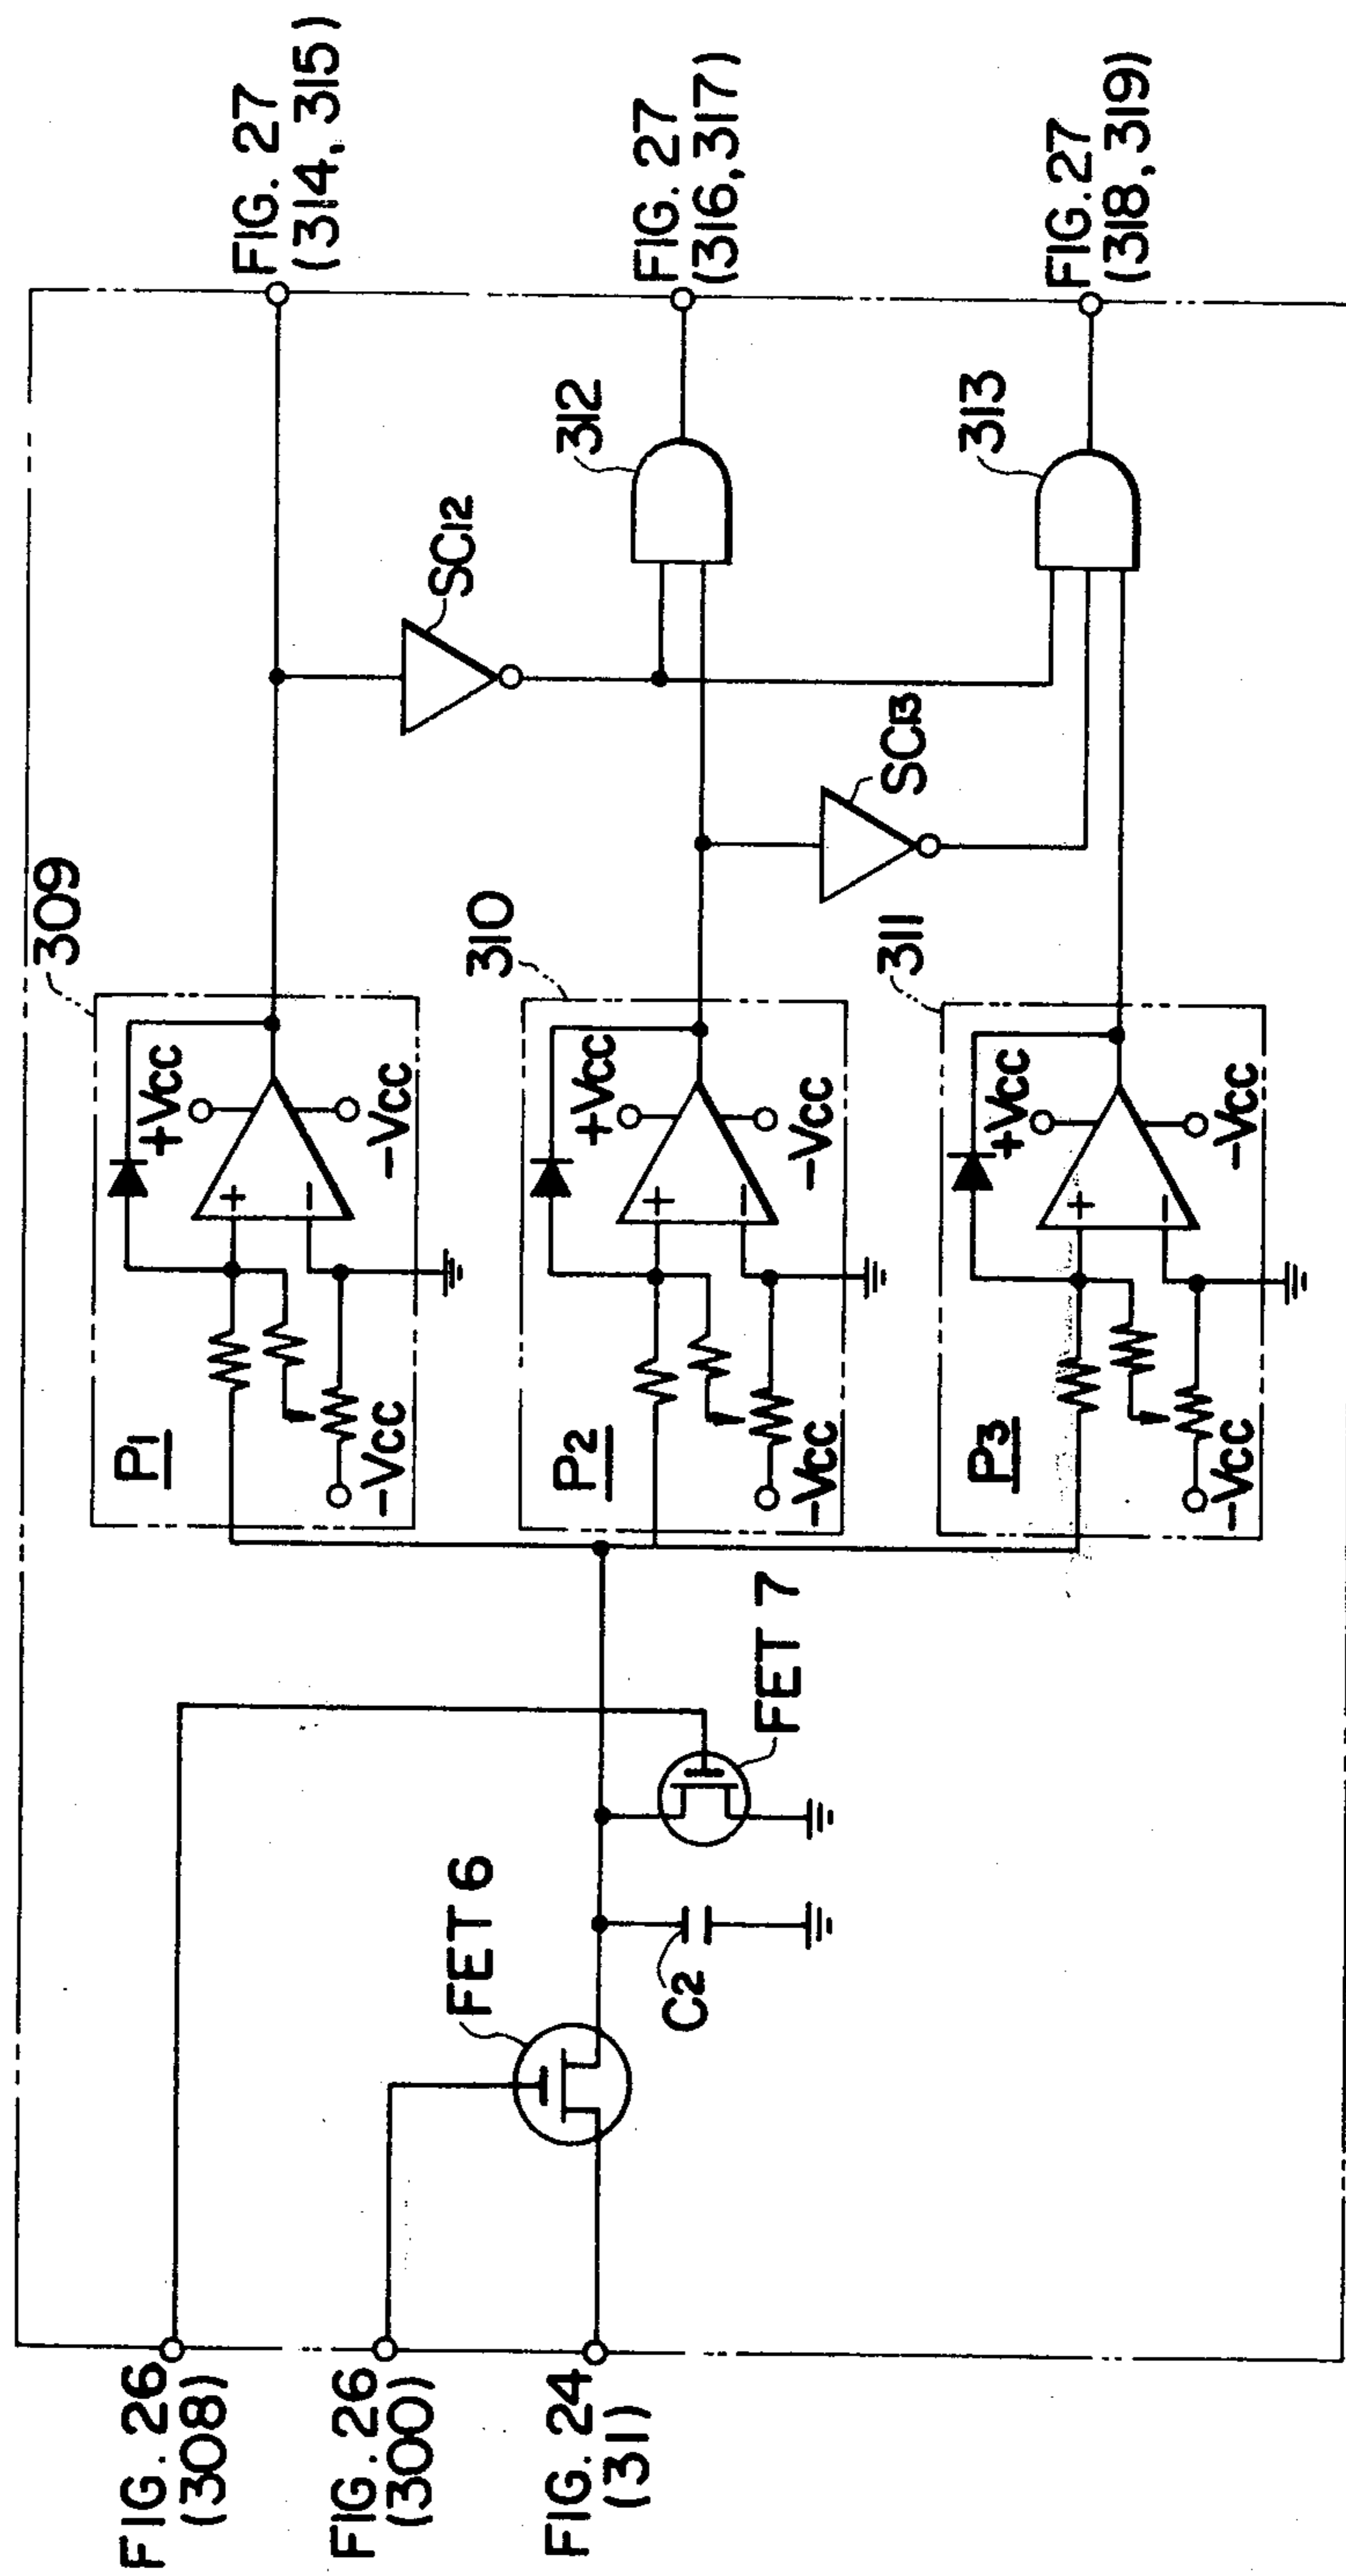 FIG. 26
(308)
FIG. 26
(300)
FIG. 24
(31)
FET 6
C2
FET 7
309
P1
-VCC
+
-
+VCC
-VCC
310
P2
-VCC
+
-
+VCC
-VCC
311
P3
-VCC
+
-
+VCC
-VCC
SC12
SC13
312
313
FIG. 27
(314, 315)
FIG. 27
(316, 317)
FIG. 27
(318, 319)